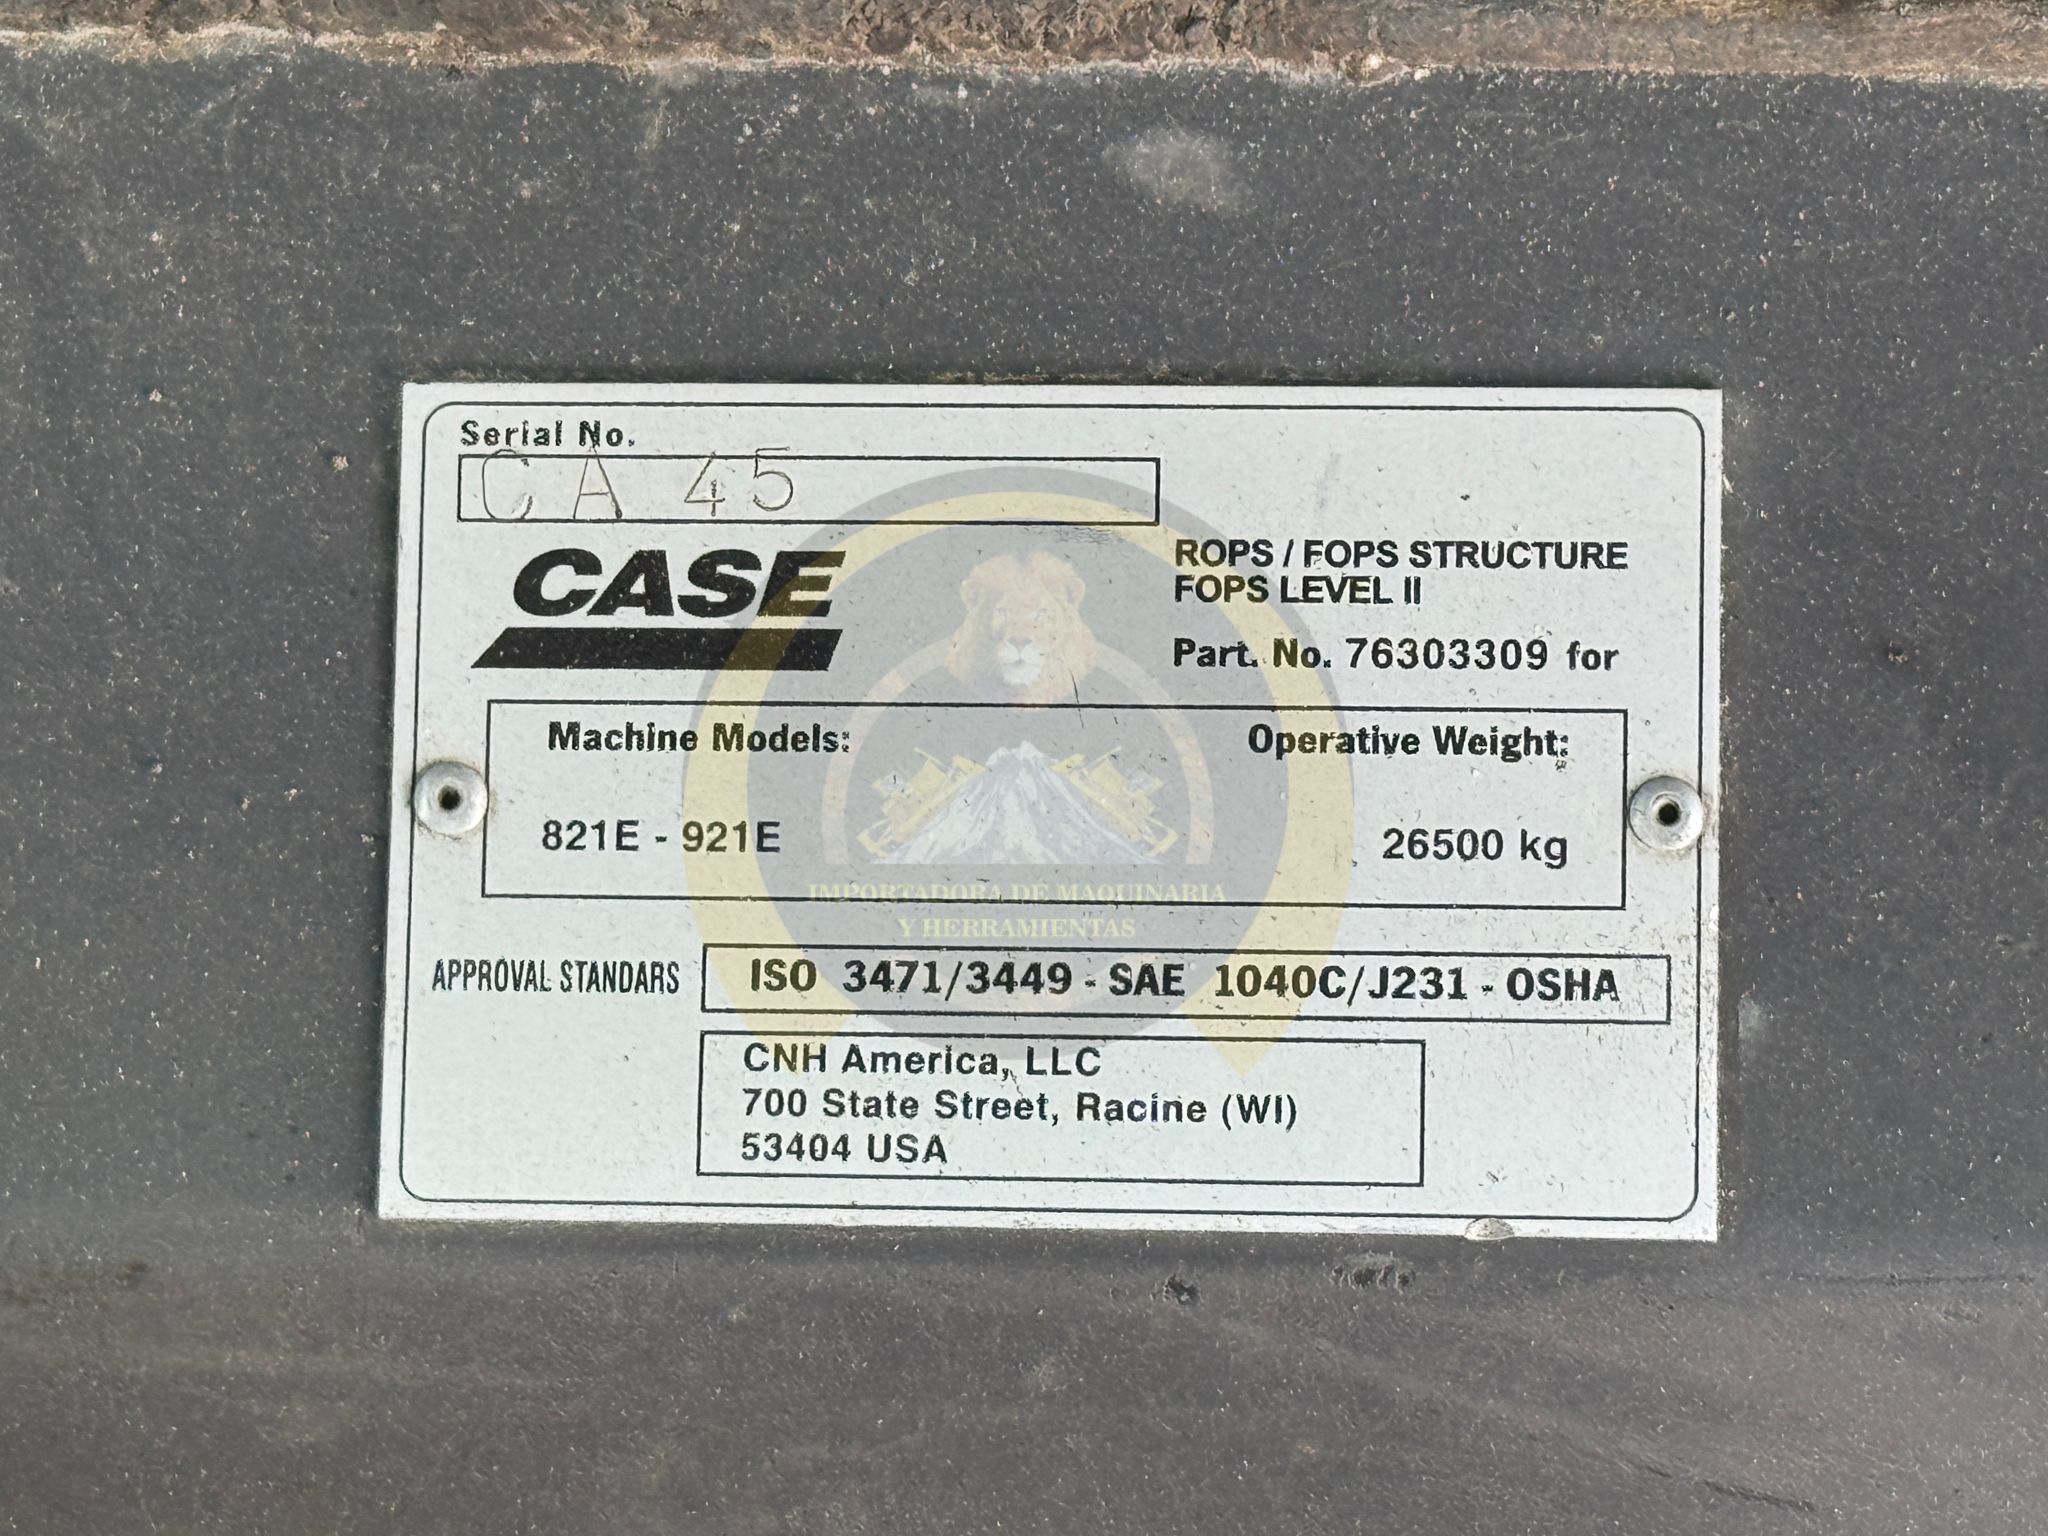 Serial No.
CA 45
CASE
ROPS / FOPS STRUCTURE
FOPS LEVEL II
Part. No. 76303309 for
Machine Models:
Operative Weight:
821E - 921E
26500 kg
IMPORTADORA DE MAQUINARIA
Y HERRAMIENTAS
APPROVAL STANDARS
ISO 3471/3449 - SAE 1040C/J231 - OSHA
CNH America, LLC
700 State Street, Racine (WI)
53404 USA